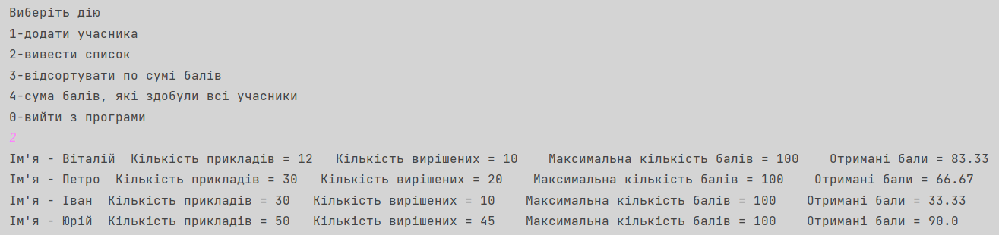 Виберіть дію
1-додати учасника
2-вивести список
3-відсортувати по сумі балів
4-сума балів, які здобули всі учасники
0-вийти з програми
2
Ім'я - Віталій  Кількість прикладів = 12   Кількість вирішених = 10    Максимальна кількість балів = 100    Отримані бали = 83.33
Ім'я - Петро  Кількість прикладів = 30   Кількість вирішених = 20    Максимальна кількість балів = 100    Отримані бали = 66.67
Ім'я - Іван  Кількість прикладів = 30   Кількість вирішених = 10    Максимальна кількість балів = 100    Отримані бали = 33.33
Ім'я - Юрій  Кількість прикладів = 50   Кількість вирішених = 45    Максимальна кількість балів = 100    Отримані бали = 90.0